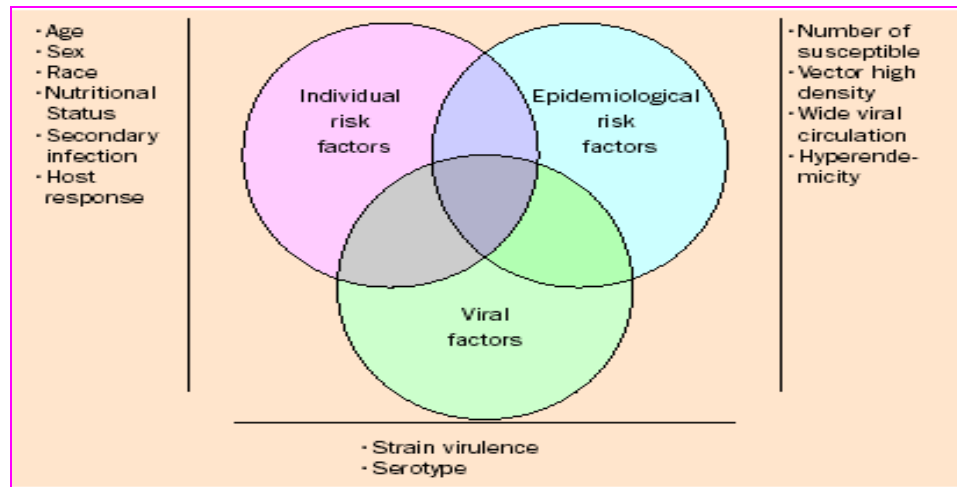 · Age
· Sex
· Race
· Nutritional
Status
· Secondary
infection
· Host
response
Individual
risk
factors
Epidemiological
risk
factors
Viral
factors
· Number of
susceptible
· Vector high
density
· Wide viral
circulation
· Hyperende-
micity
· Strain virulence
· Serotype